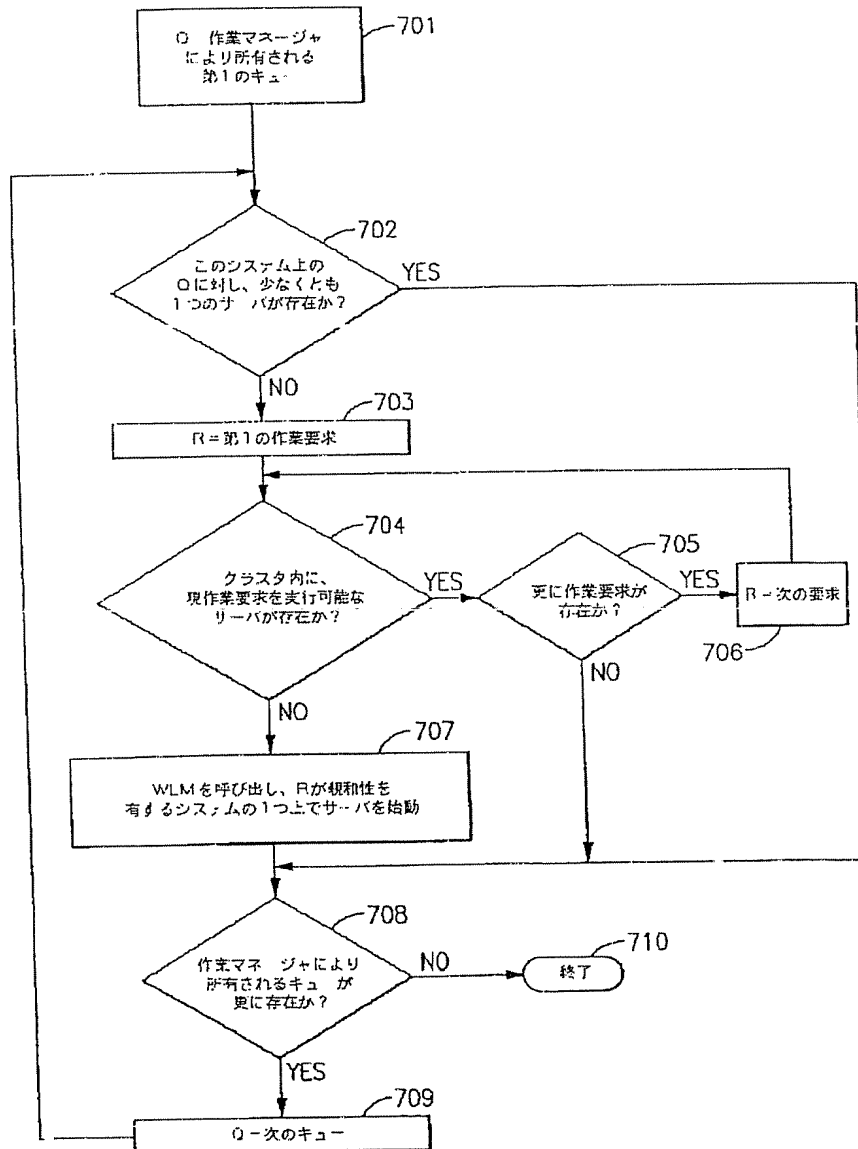 Q 作業マネージャ
により所有される
第1のキュー
701
702
このシステム上の
Qに対し、少なくとも
1つのサーバが存在か?
YES
NO
703
R=第1の作業要求
704
クラスタ内に、
現作業要求を実行可能な
サーバが存在か?
YES
705
更に作業要求が
存在か?
YES
R=次の要求
706
NO
NO
707
WLMを呼び出し、Rが親和性を
有するシステムの1つ上でサーバを始動
708
作業マネージャにより
所有されるキューが
更に存在か?
NO
710
終了
YES
709
Q=次のキュー